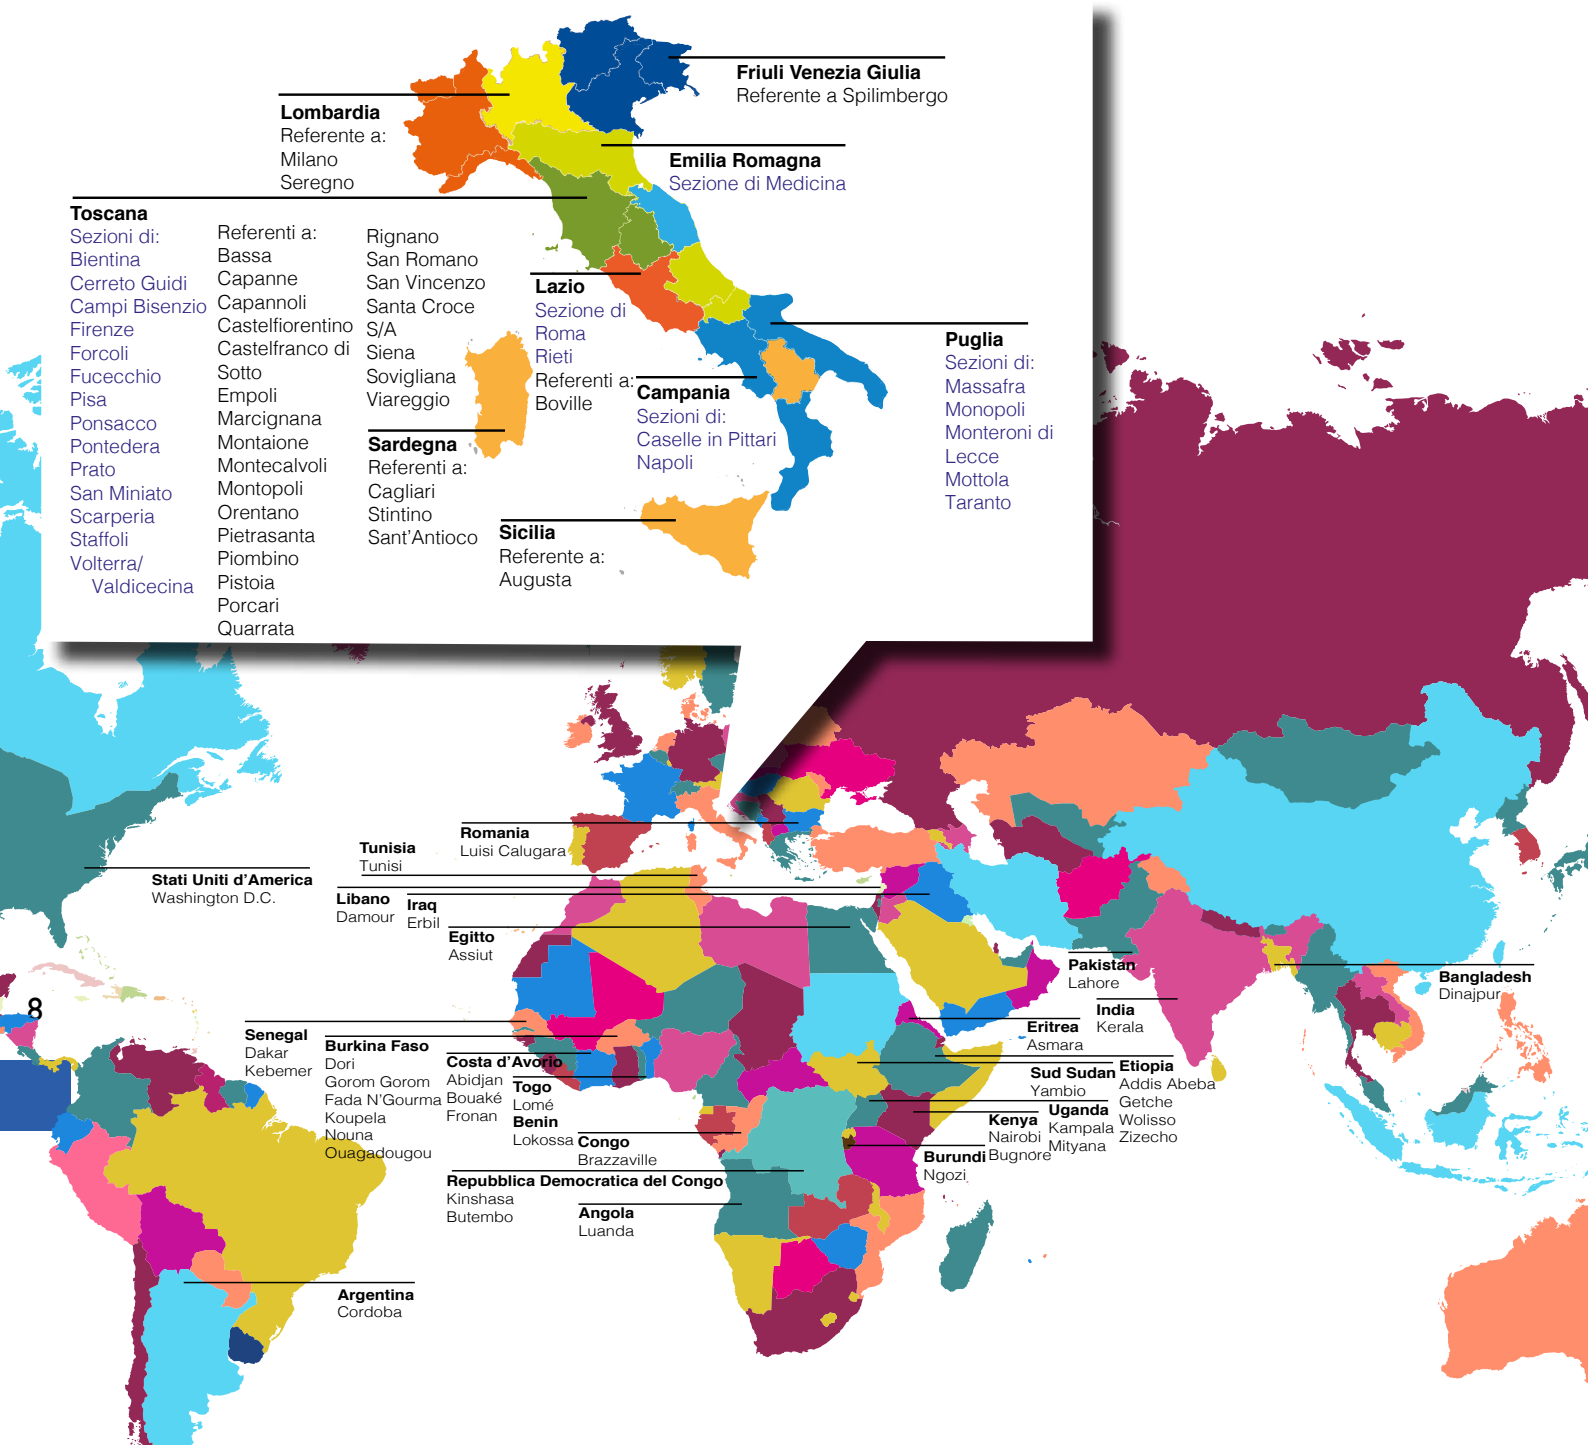 Friuli Venezia Giulia
Referente a Spilimbergo
Lombardia
Referente a:
Milano
Seregno
Emilia Romagna
Sezione di Medicina
Toscana
Sezioni di:
Bientina
Cerreto Guidi
Campi Bisenzio
Firenze
Forcoli
Fucecchio
Pisa
Ponsacco
Pontedera
Prato
San Miniato
Scarperia
Staffoli
Volterra/
Valdicecina
Referenti a:
Bassa
Capanne
Capannoli
Castelfiorentino
Castelfranco di
Sotto
Empoli
Marcignana
Montaione
Montecalvoli
Montopoli
Orentano
Pietrasanta
Piombino
Pistoia
Porcari
Quarrata
Rignano
San Romano
San Vincenzo
Santa Croce
S/A
Siena
Sovigliana
Viareggio
Sardegna
Referenti a:
Cagliari
Stintino
Sant'Antioco
Lazio
Sezione di
Roma
Rieti
Referenti a:
Boville
Campania
Sezioni di:
Caselle in Pittari
Napoli
Sicilia
Referente a:
Augusta
Puglia
Sezioni di:
Massafra
Monopoli
Monteroni di
Lecce
Mottola
Taranto
Romania
Luisi Calugara
Tunisia
Tunisi
Stati Uniti d'America
Washington D.C.
Libano
Damour
Iraq
Erbil
Egitto
Assiut
Pakistan
Lahore
Bangladesh
Dinajpur
India
Kerala
8
Senegal
Dakar
Kebemer
Burkina Faso
Dori
Gorom Gorom
Fada N'Gourma
Koupela
Nouna
Ouagadougou
Costa d'Avorio
Abidjan
Bouaké
Fronan
Togo
Lomé
Benin
Lokossa
Congo
Brazzaville
Repubblica Democratica del Congo
Kinshasa
Butembo
Angola
Luanda
Eritrea
Asmara
Sud Sudan
Yambio
Etiopia
Addis Abeba
Getche
Wolisso
Zizecho
Uganda
Kampala
Mityana
Kenya
Nairobi
Bugnore
Burundi
Ngozi
Argentina
Cordoba